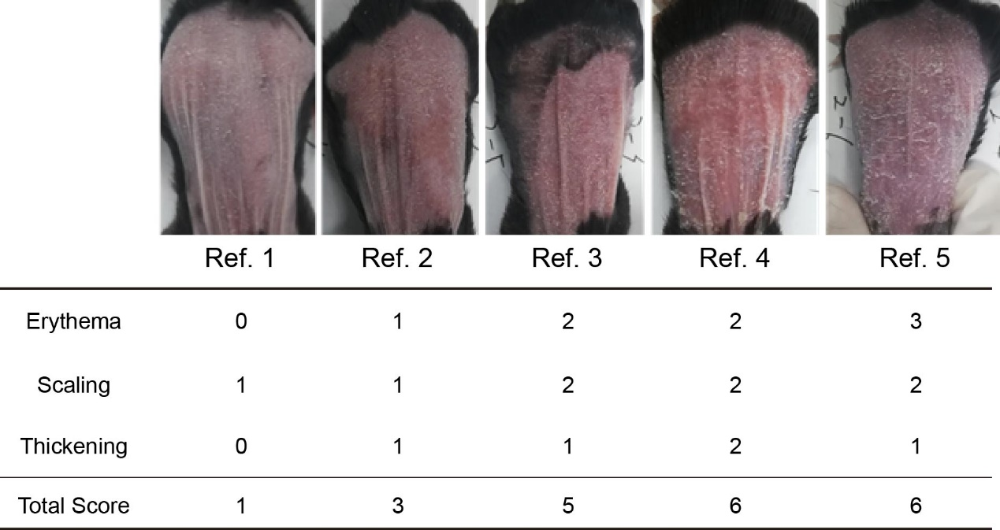 Ref. 1 Ref. 2 Ref. 3 Ref. 4 Ref. 5
Erythema 0 1 2 2 3
Scaling 1 1 2 2 2
Thickening 0 1 1 2 1
Total Score 1 3 5 6 6